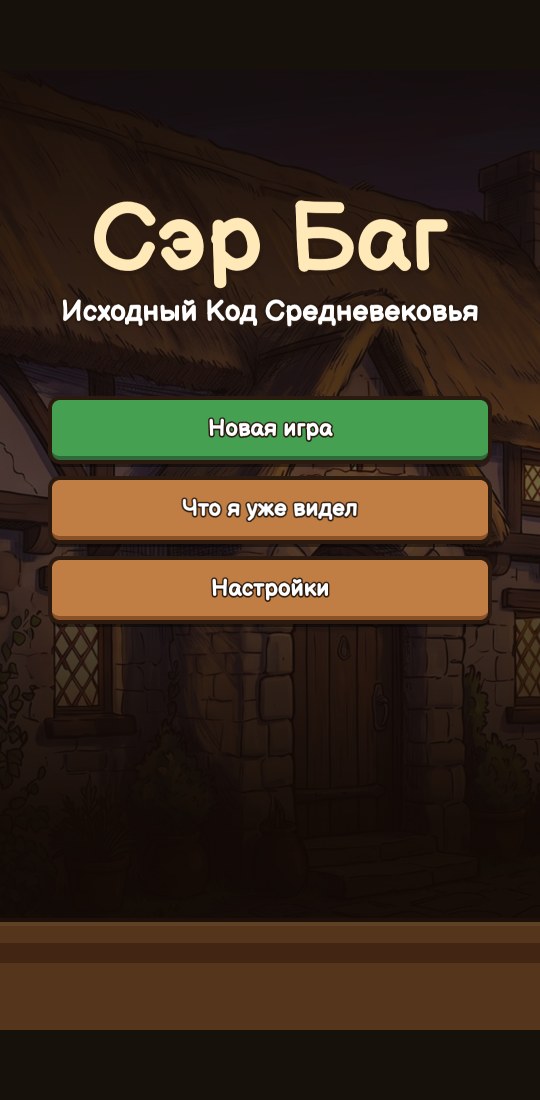 Сэр Баг
Исходный Код Средневековья
Новая игра
Что я уже видел
Настройки